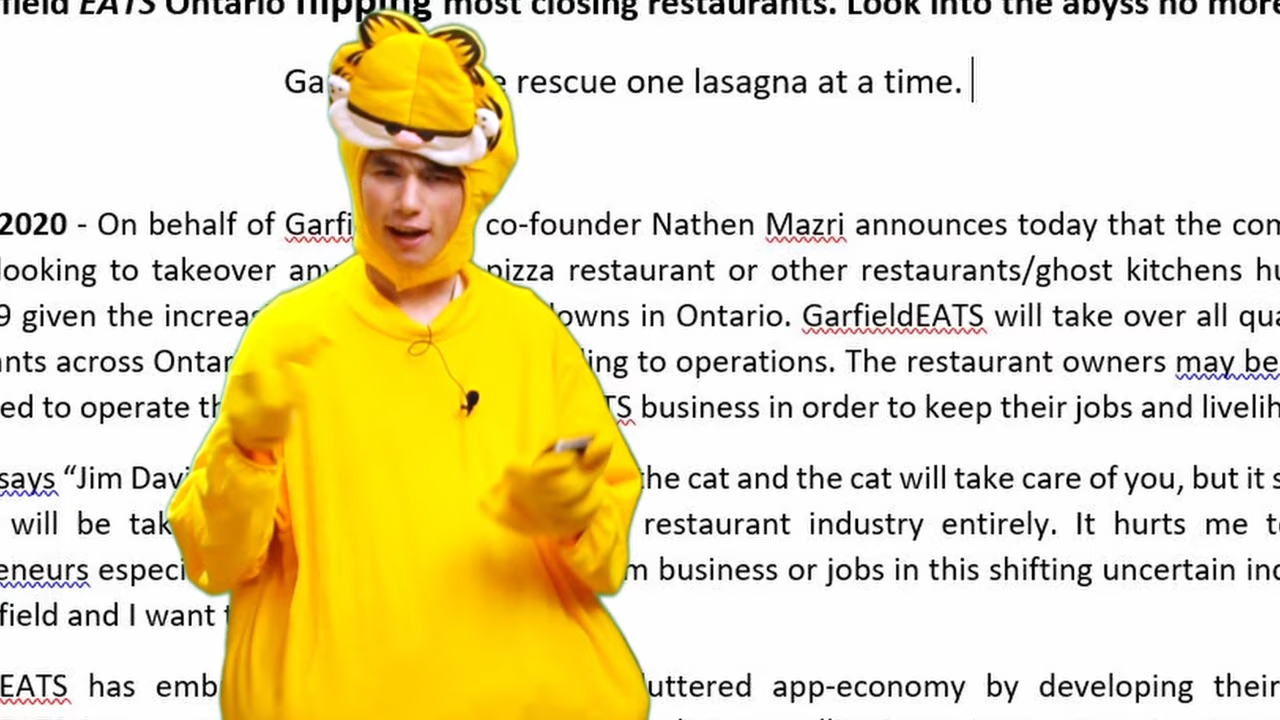 field EATS Ontario flipping most closing restaurants. Look into the abyss no more
Ga e rescue one lasagna at a time.
2020 - On behalf of Garfi co-founder Nathen Mazri announces today that the com
looking to takeover any pizza restaurant or other restaurants/ghost kitchens hu
9 given the increas owns in Ontario. GarfieldEATS will take over all qua
nts across Ontar ing to operations. The restaurant owners may be
ed to operate th TS business in order to keep their jobs and livelih
says “Jim Davi the cat and the cat will take care of you, but it s
will be tak restaurant industry entirely. It hurts me to
eneurs especi m business or jobs in this shifting uncertain ind
field and I want t
EATS has emb uttered app-economy by developing their